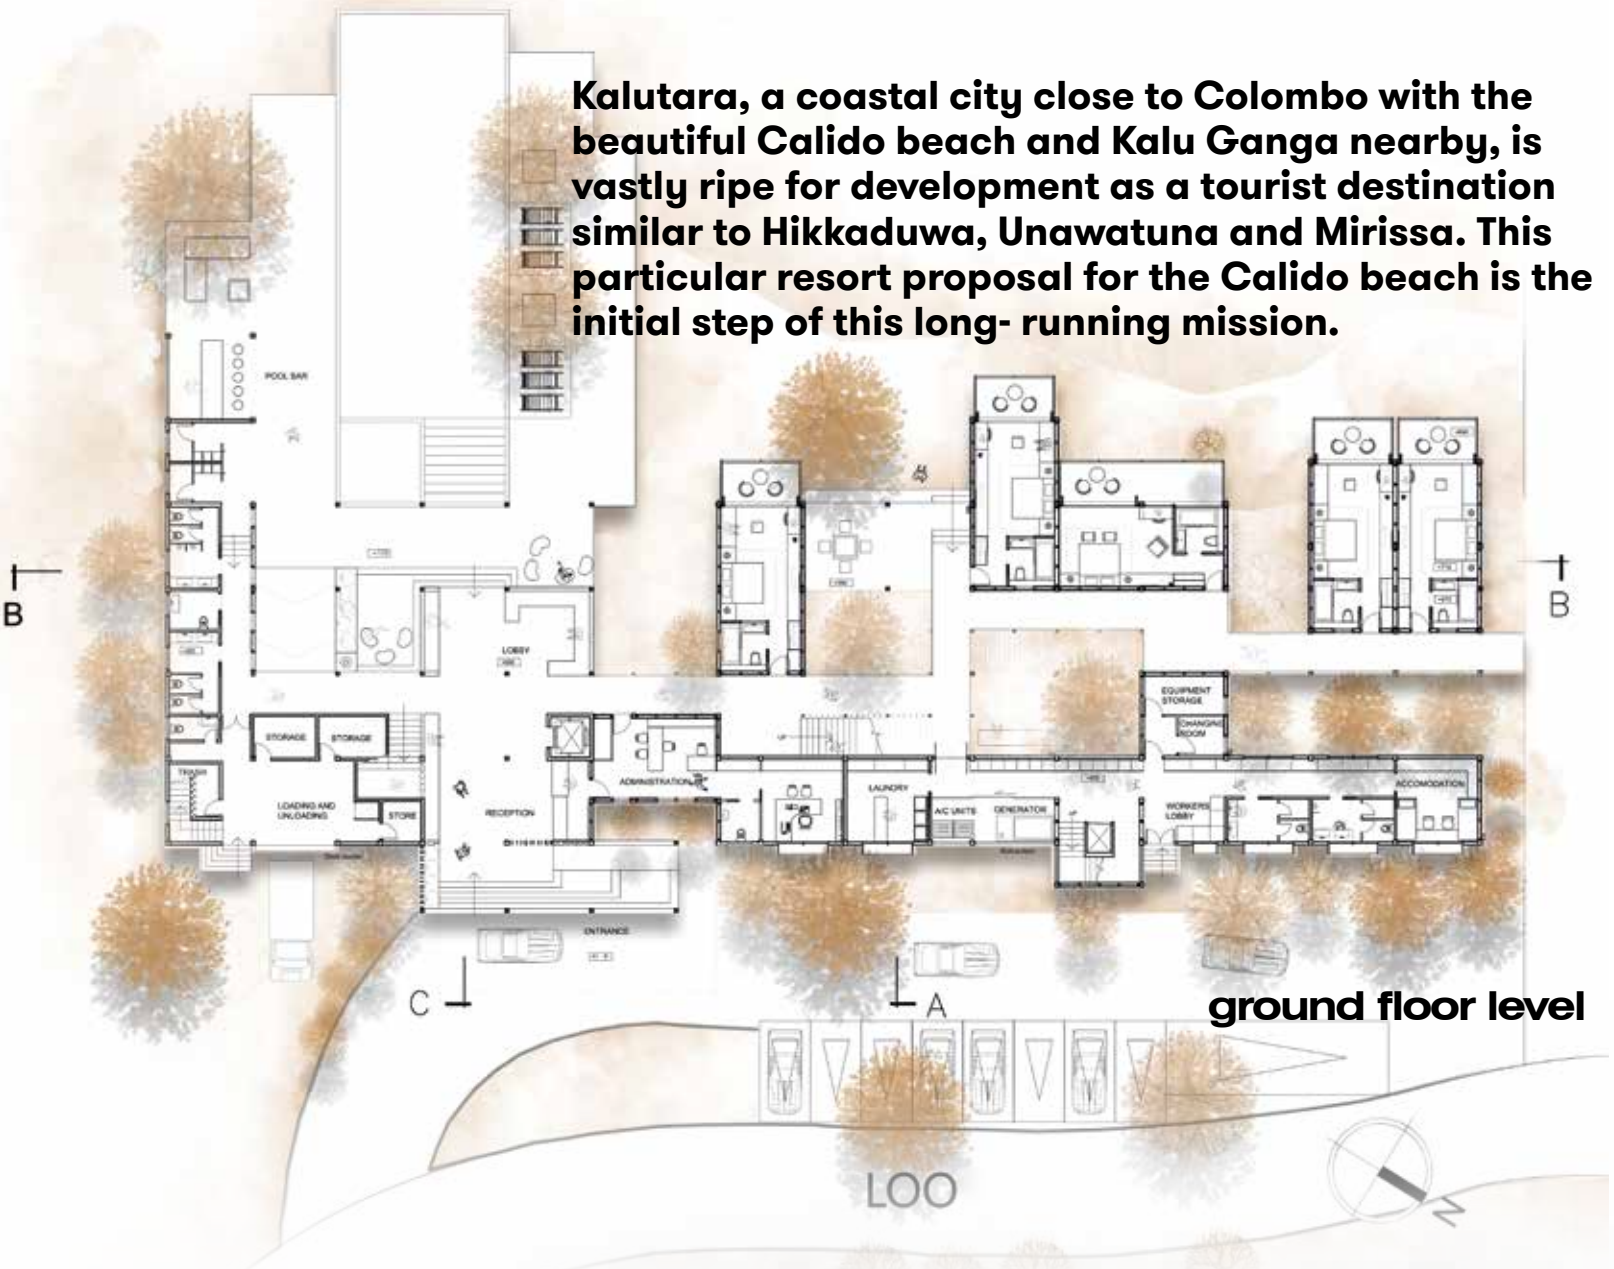 Kalutara, a coastal city close to Colombo with the
beautiful Calido beach and Kalu Ganga nearby, is
vastly ripe for development as a tourist destination
similar to Hikkaduwa, Unawatuna and Mirissa. This
particular resort proposal for the Calido beach is the
initial step of this long- running mission.
POOL BAR
B
B
LOBBY
EQUIPMENT
STORAGE
CHANGING
ROOM
STORAGE
STORAGE
TRASH
LOADING AND
UNLOADING
STORE
RECEPTION
ADMINISTRATION
LAUNDRY
A/C UNITS
GENERATOR
WORKERS
LOBBY
ACCOMODATION
ENTRANCE
C
A
ground floor level
LOO
N